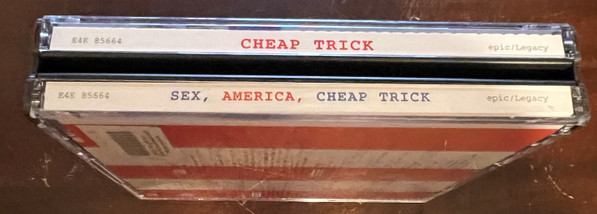 E4K 85664 CHEAP TRICK epic/Legacy
E4K 85664 SEX, AMERICA, CHEAP TRICK epic/Legacy